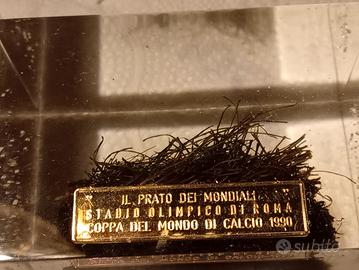 " IL PRATO DEI MONDIALI "
STADIO OLIMPICO DI ROMA
COPPA DEL MONDO DI CALCIO 1990
subito